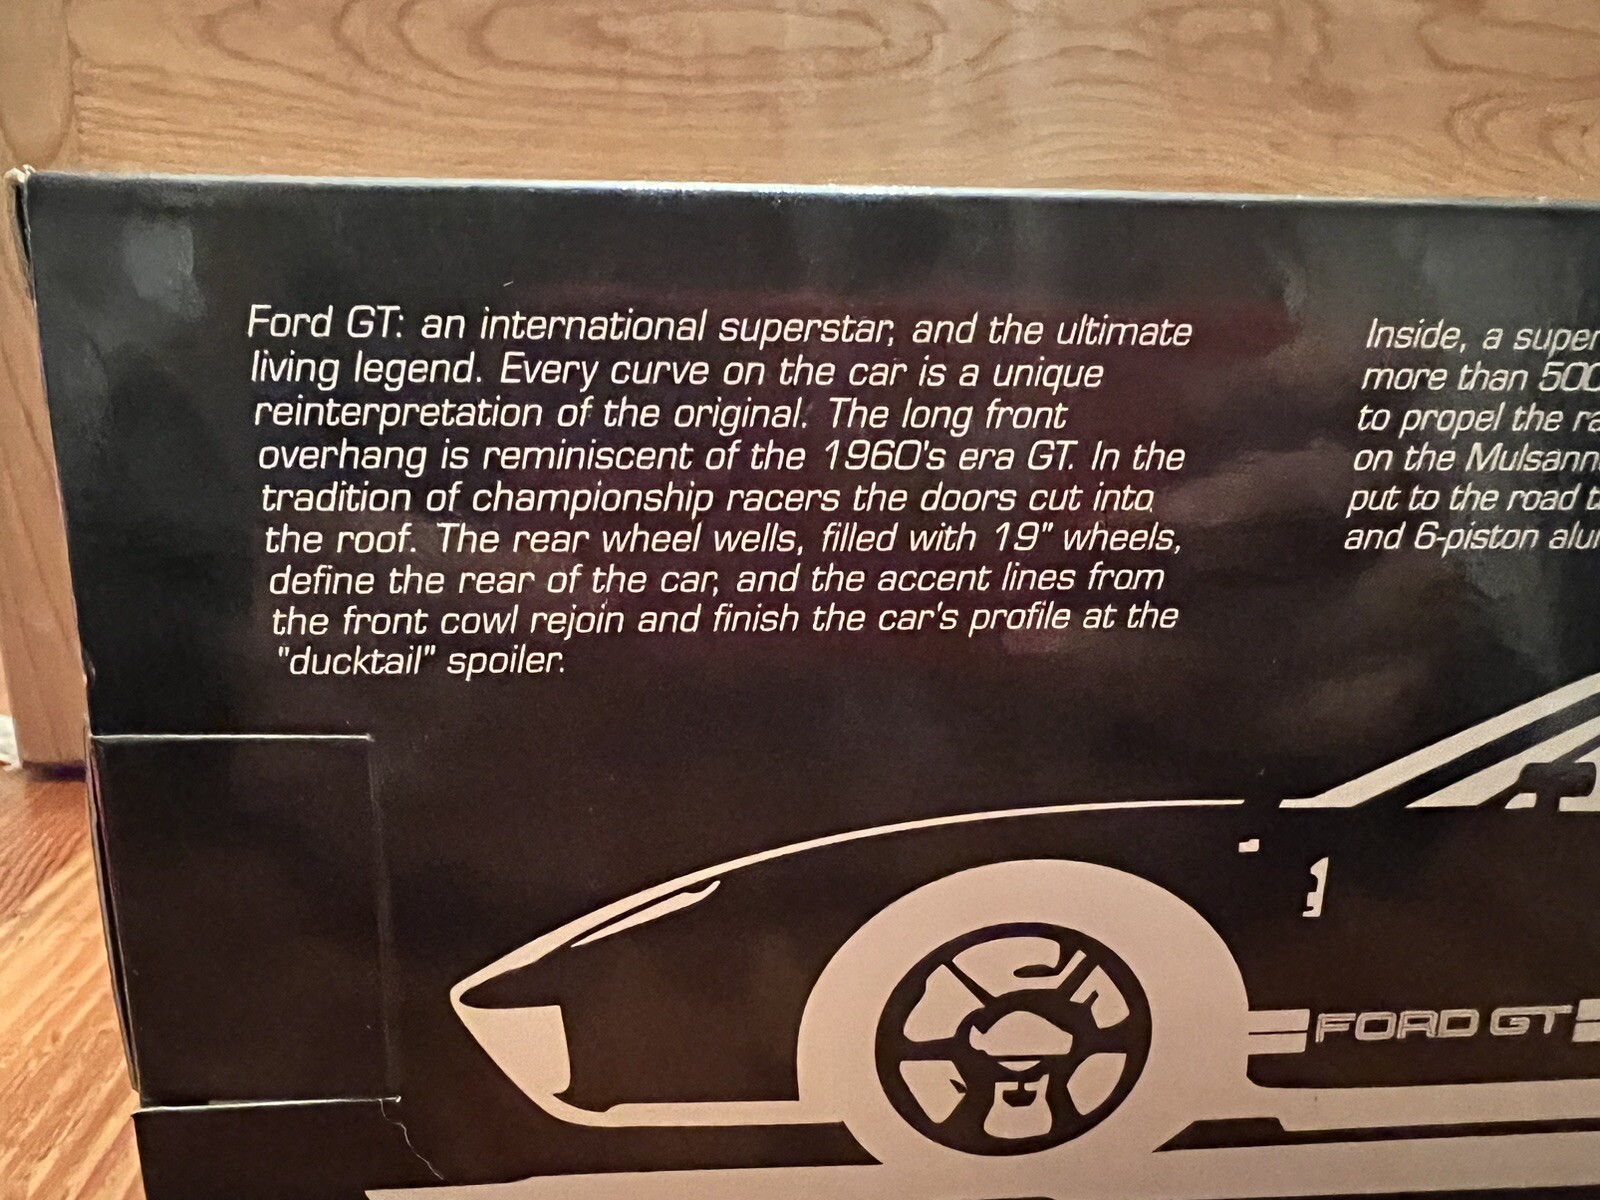 Ford GT: an international superstar, and the ultimate
living legend. Every curve on the car is a unique
reinterpretation of the original. The long front
overhang is reminiscent of the 1960's era GT. In the
tradition of championship racers the doors cut into
the roof. The rear wheel wells, filled with 19" wheels,
define the rear of the car, and the accent lines from
the front cowl rejoin and finish the car's profile at the
"ducktail" spoiler.
Inside, a super
more than 500
to propel the
on the
put to the road
and 6-piston
FORD GT